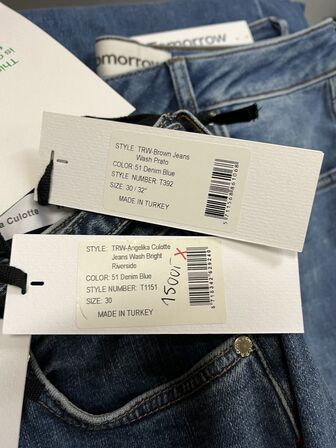 Tomorrow
Tomorrow
a Culotte
STYLE: TRW-Brown Jeans
Wash Prato
COLOR: 51 Denim Blue
STYLE NUMBER: T392
SIZE: 30 / 32"
MADE IN TURKEY
STYLE: TRW-Angelika Culotte
Jeans Wash Bright
Riverside
COLOR: 51 Denim Blue
STYLE NUMBER: T1151
SIZE: 30
MADE IN TURKEY